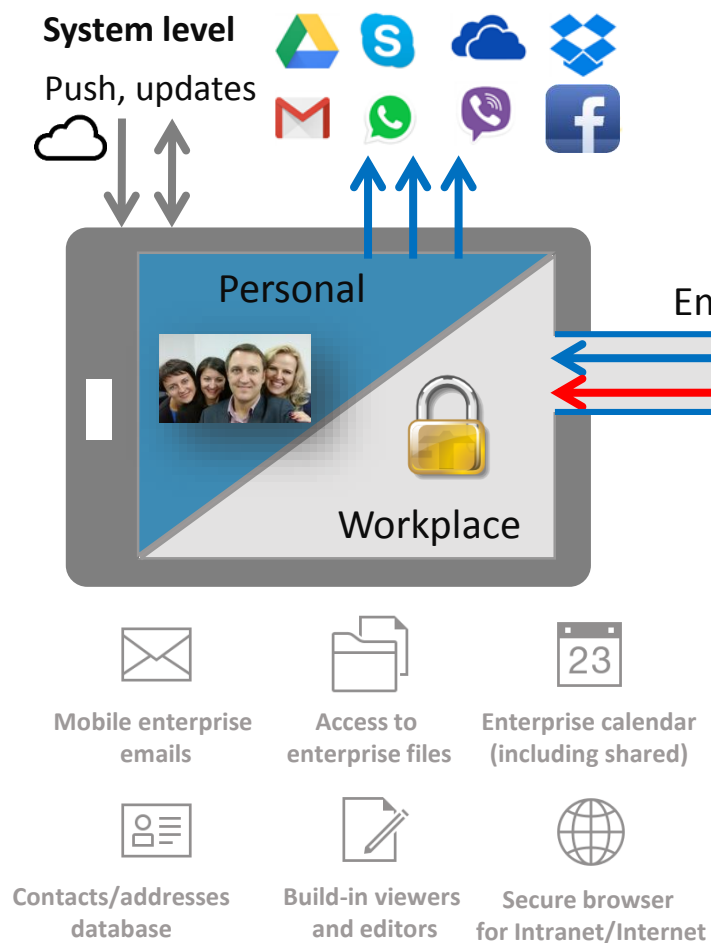 System level
Push, updates
Personal
En
Workplace
23
Mobile enterprise
emails
Access to
enterprise files
Enterprise calendar
(including shared)
Contacts/addresses
database
Build-in viewers
and editors
Secure browser
for Intranet/Internet